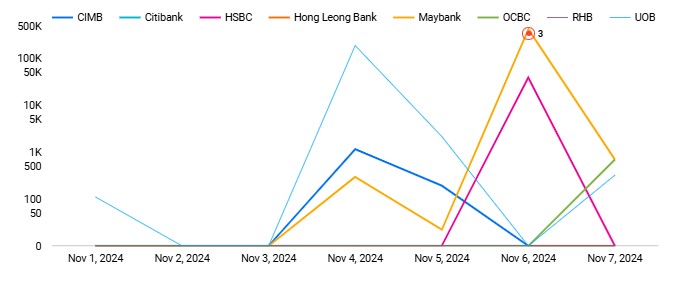 CIMB Citibank HSBC Hong Leong Bank Maybank OCBC RHB UOB
500K
3
100K
50K
10K
5K
1K
500
100
50
0
Nov 1, 2024 Nov 2, 2024 Nov 3, 2024 Nov 4, 2024 Nov 5, 2024 Nov 6, 2024 Nov 7, 2024